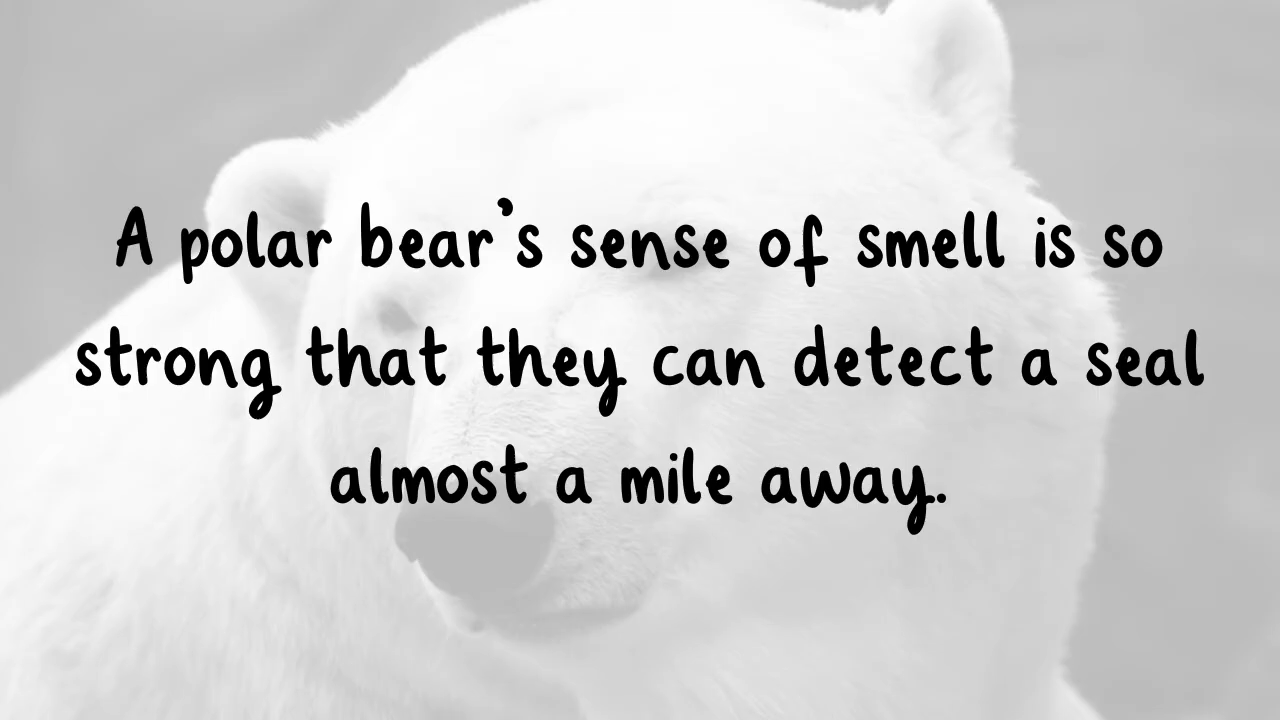 A polar bear’s sense of smell is so
strong that they can detect a seal
almost a mile away.